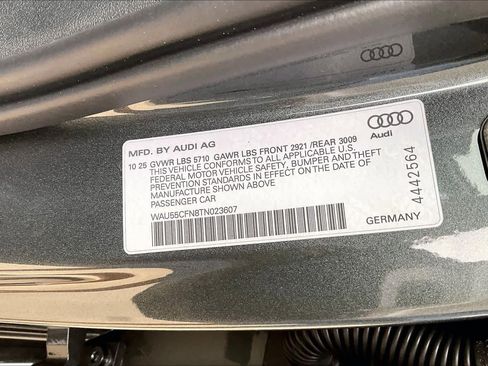 MFD. BY AUDI AG
Audi
10 25 GVWR LBS 5710 GAWR LBS FRONT 2921 /REAR 3009
THIS VEHICLE CONFORMS TO ALL APPLICABLE U.S.
FEDERAL MOTOR VEHICLE SAFETY, BUMPER AND THEFT
PREVENTION STANDARDS IN EFFECT ON THE DATE OF
MANUFACTURE SHOWN ABOVE
PASSENGER CAR
WAU55CFN8TN023607
4442564
GERMANY